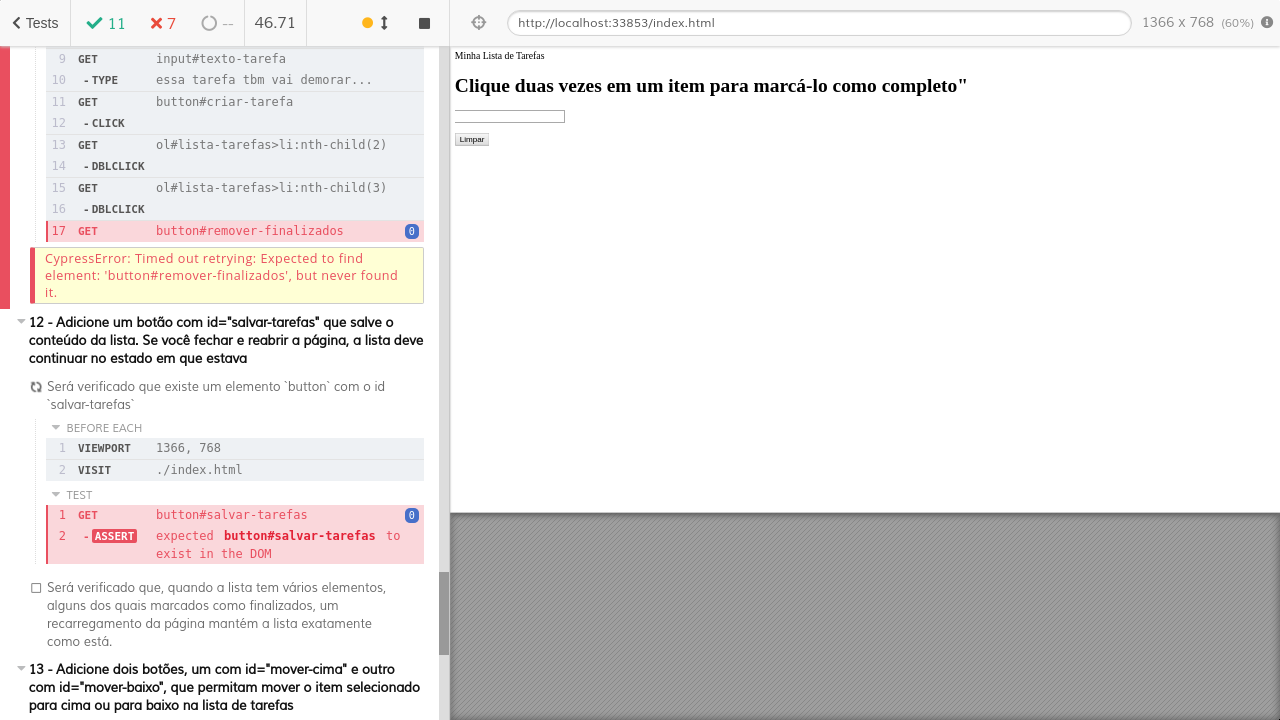 Tests 11 7 -- 46.71
http://localhost:33853/index.html 1366 x 768 (60%)
9 GET input#texto-tarefa
10 -TYPE essa tarefa tbm vai demorar...
11 GET button#criar-tarefa
12 -CLICK
13 GET ol#lista-tarefas>li:nth-child(2)
14 -DBLCLICK
15 GET ol#lista-tarefas>li:nth-child(3)
16 -DBLCLICK
17 GET button#remover-finalizados 0
CypressError: Timed out retrying: Expected to find
element: 'button#remover-finalizados', but never found
it.
12 - Adicione um botão com id="salvar-tarefas" que salve o
conteúdo da lista. Se você fechar e reabrir a página, a lista deve
continuar no estado em que estava
Será verificado que existe um elemento `button` com o id
`salvar-tarefas`
BEFORE EACH
1 VIEWPORT 1366, 768
2 VISIT ./index.html
TEST
1 GET button#salvar-tarefas 0
2 -ASSERT expected button#salvar-tarefas to
exist in the DOM
Será verificado que, quando a lista tem vários elementos,
alguns dos quais marcados como finalizados, um
recarregamento da página mantém a lista exatamente
como está.
13 - Adicione dois botões, um com id="mover-cima" e outro
com id="mover-baixo", que permitam mover o item selecionado
para cima ou para baixo na lista de tarefas
Minha Lista de Tarefas
Clique duas vezes em um item para marcá-lo como completo"
Limpar